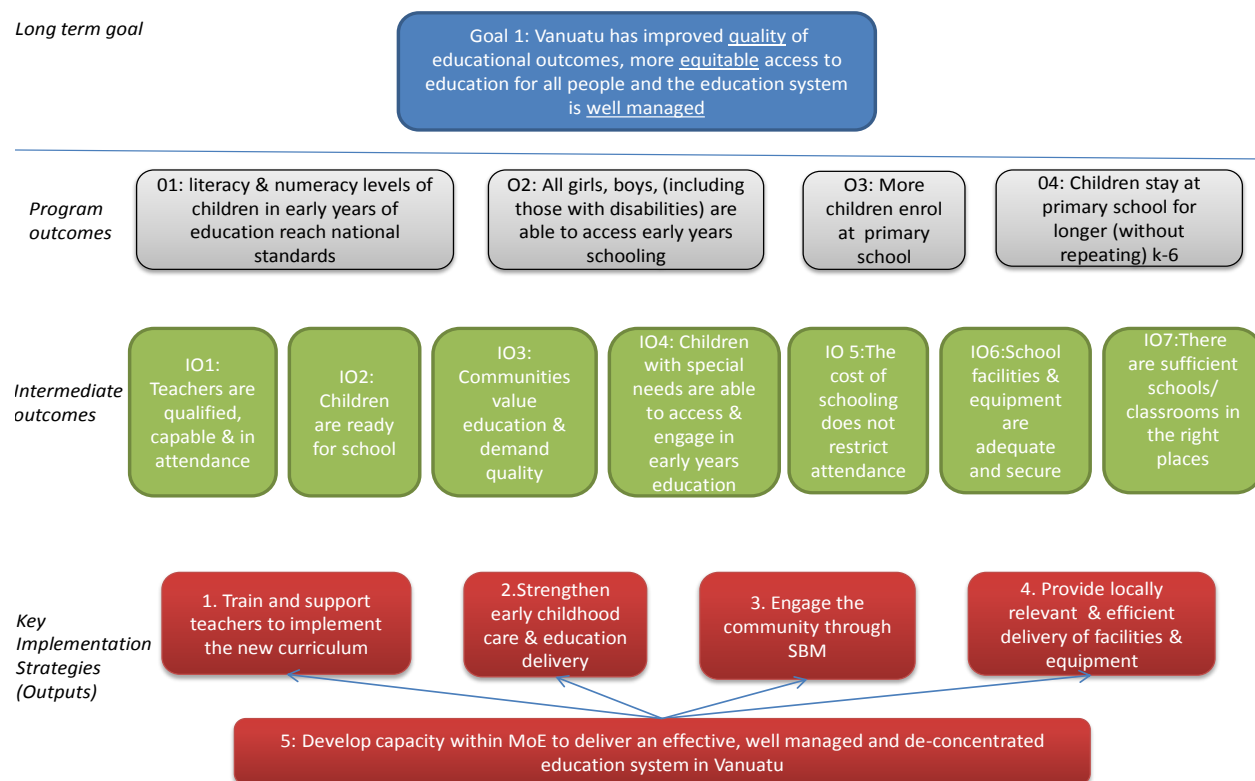 Long term goal
Goal 1: Vanuatu has improved quality of
educational outcomes, more equitable access to
education for all people and the education system
is well managed
Program
outcomes
01: literacy & numeracy levels of
children in early years of
education reach national
standards
O2: All girls, boys, (including
those with disabilities) are
able to access early years
schooling
O3: More
children enrol
at primary
school
04: Children stay at
primary school for
longer (without
repeating) k-6
Intermediate
outcomes
IO1:
Teachers are
qualified,
capable & in
attendance
IO2:
Children
are ready
for school
IO3:
Communities
value
education &
demand
quality
IO4: Children
with special
needs are able
to access &
engage in
early years
education
IO 5:The
cost of
schooling
does not
restrict
attendance
IO6:School
facilities &
equipment
are
adequate
and secure
IO7:There
are sufficient
schools/
classrooms in
the right
places
Key
Implementation
Strategies
(Outputs)
1. Train and support
teachers to implement
the new curriculum
2.Strengthen
early childhood
care & education
delivery
3. Engage the
community through
SBM
4. Provide locally
relevant & efficient
delivery of facilities &
equipment
5: Develop capacity within MoE to deliver an effective, well managed and de-concentrated
education system in Vanuatu